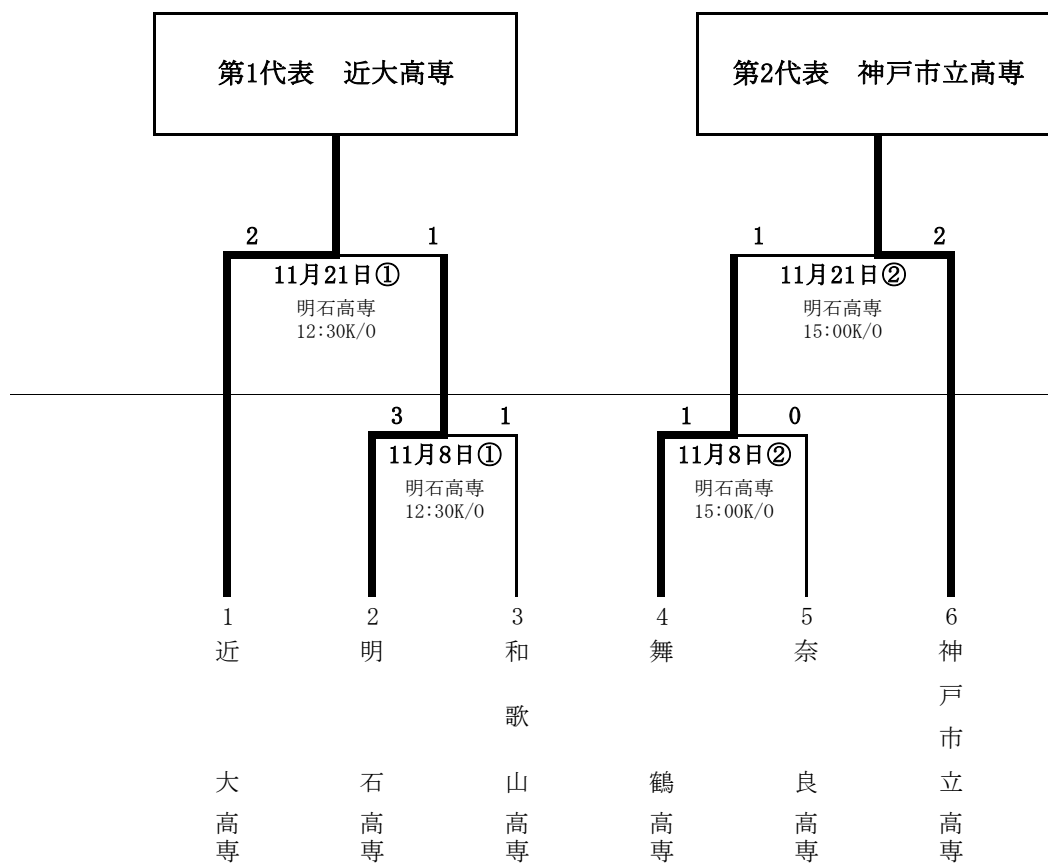 第1代表　近大高専
第2代表　神戸市立高専
2
1
1
2
11月21日①
明石高専
12:30K/O
11月21日②
明石高専
15:00K/O
3
1
1
0
11月8日①
明石高専
12:30K/O
11月8日②
明石高専
15:00K/O
1
近大高専
2
明石高専
3
和歌山高専
4
舞鶴高専
5
奈良高専
6
神戸市立高専